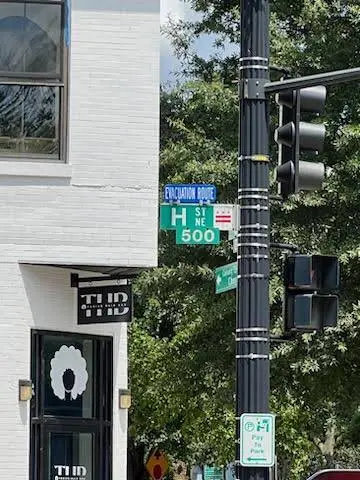 EVACUATION ROUTE
H ST
NE
500
THD
Pay
To
Park
THD